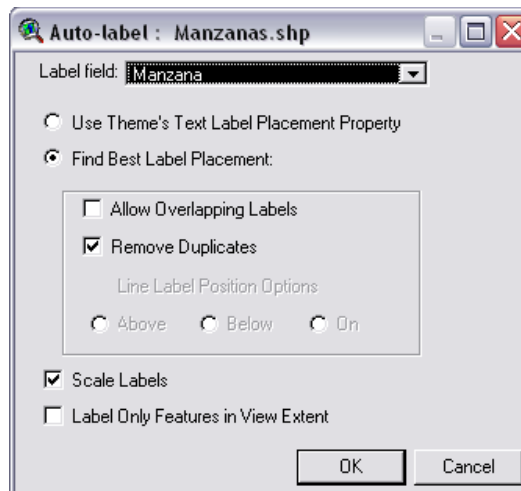 Auto-label : Manzanas.shp
Label field: Manzana
Use Theme's Text Label Placement Property
Find Best Label Placement:
Allow Overlapping Labels
Remove Duplicates
Line Label Position Options
Above Below On
Scale Labels
Label Only Features in View Extent
OK Cancel